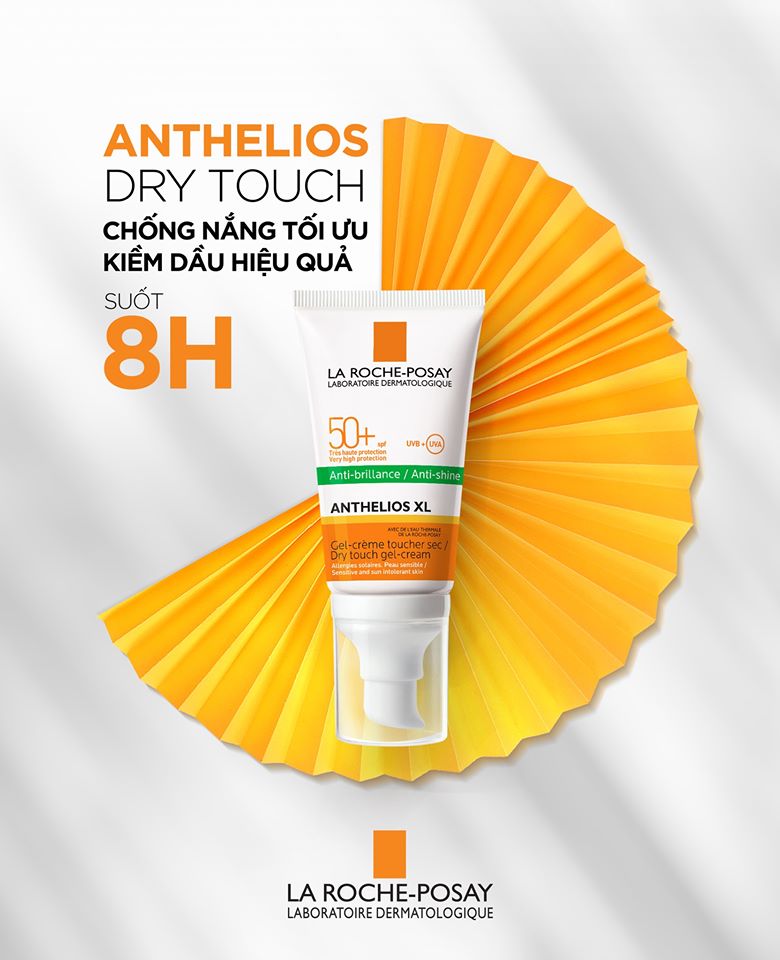 ANTHELIOS
DRY TOUCH
CHỐNG NẮNG TỐI ƯU
KIỀM DẦU HIỆU QUẢ
SUỐT
8H
LA ROCHE-POSAY
LABORATOIRE DERMATOLOGIQUE
50+ spf
UVB + UVA
Très haute protection
Very high protection
Anti-brillance / Anti-shine
ANTHELIOS XL
AVEC DE L'EAU THERMALE
DE LA ROCHE-POSAY
Gel-crème toucher sec /
Dry touch gel-cream
Allergies solaires. Peau sensible /
Sensitive and sun intolerant skin
LA ROCHE-POSAY
LABORATOIRE DERMATOLOGIQUE